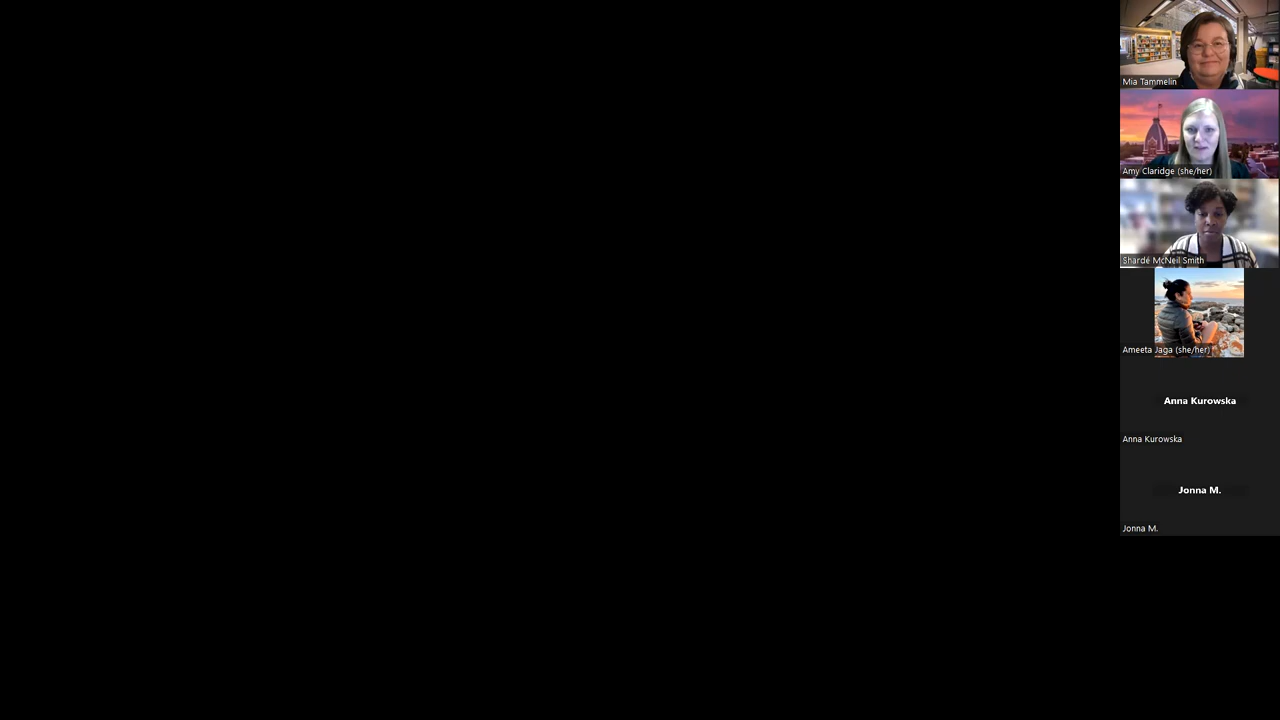 Mia Tammelin
Amy Claridge (she/her)
Shardé McNeil Smith
Ameeta Jaga (she/her)
Anna Kurowska
Anna Kurowska
Jonna M.
Jonna M.